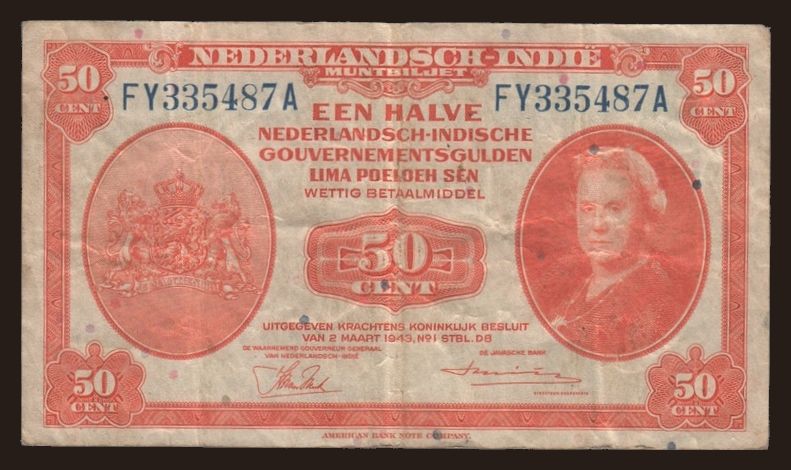 NEDERLANDSCH-INDIË
MUNTBILJET
50
CENT
50
CENT
FY335487A
FY335487A
EEN HALVE
NEDERLANDSCH-INDISCHE
GOUVERNEMENTSGULDEN
LIMA POELOEH SÈN
WETTIG BETAALMIDDEL
50
CENT
UITGEGEVEN KRACHTENS KONINKLIJK BESLUIT
VAN 2 MAART 1943, NO1 STBL. D8
DE WAARNEMEND GOUVERNEUR GENERAAL
VAN NEDERLANDSCH-INDIË
DE JAVASCHE BANK
50
CENT
50
CENT
AMERICAN BANK NOTE COMPANY.